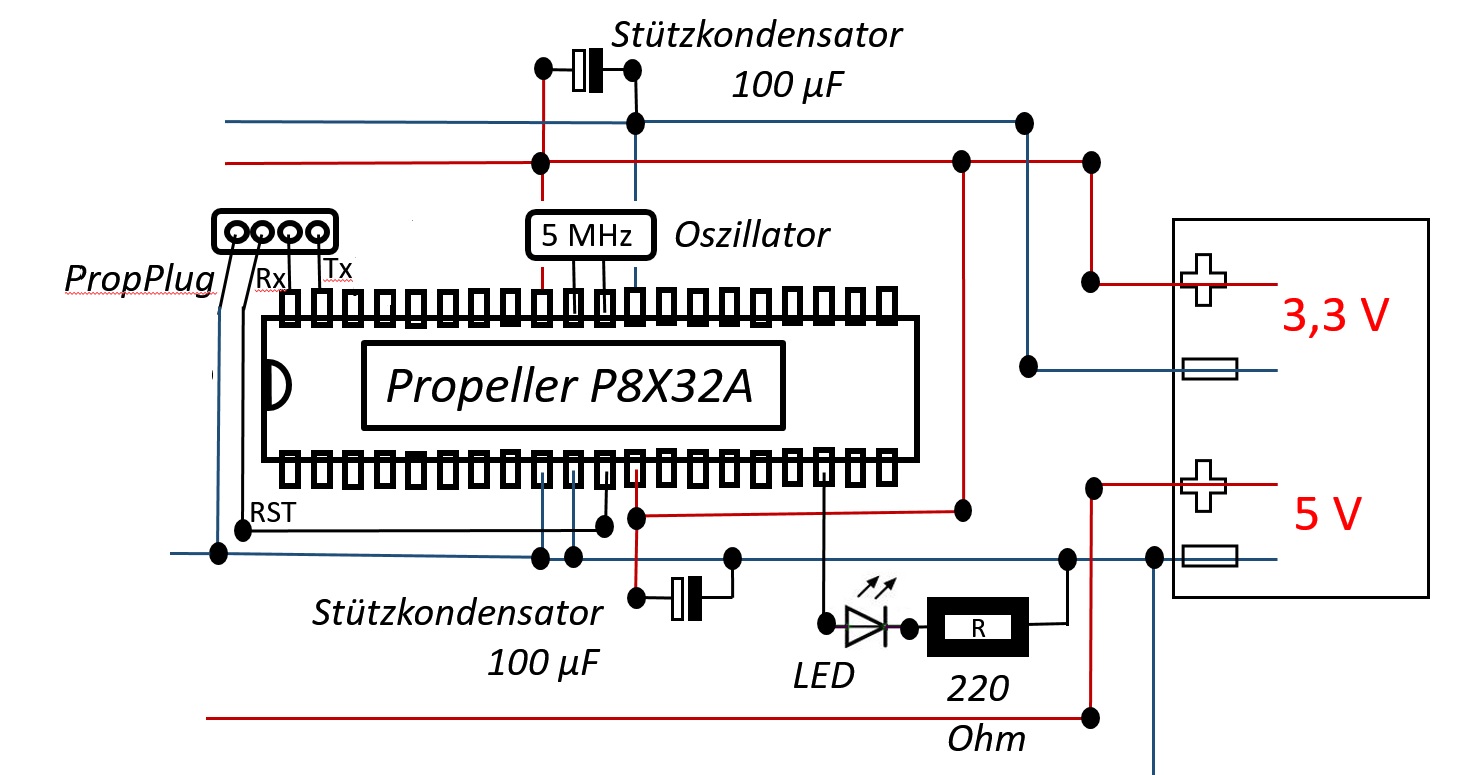 Stützkondensator
100 µF
5 MHz
Oszillator
PropPlug
Rx
Tx
3,3 V
Propeller P8X32A
RST
5 V
Stützkondensator
100 µF
R
LED
220
Ohm